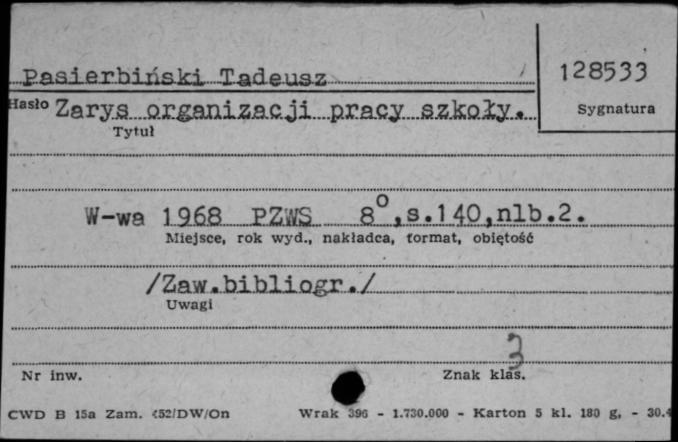 Pasierbiński Tadeusz
128533
Hasło Zarys organizacji pracy szkoły.
Sygnatura
Tytuł
W-wa 1968 PZWS 8°,s.140,nlb.2.
Miejsce, rok wyd., nakładca, format, objętość
/Zaw.bibliogr./
Uwagi
3
Nr inw.
Znak klas.
CWD B 15a Zam. 452/DW/On Wrak 396 - 1.730.000 - Karton 5 kl. 180 g, - 30.4